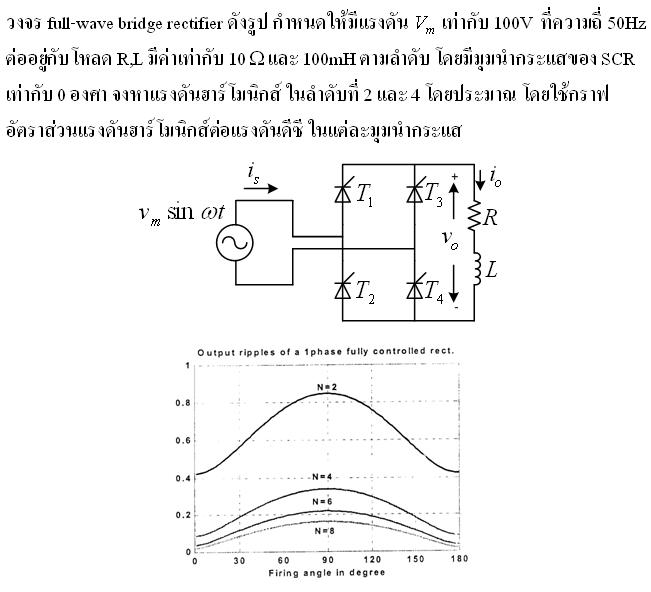 วงจร full-wave bridge rectifier ดังรูป กำหนดให้มีแรงดัน Vm เท่ากับ 100V ที่ความถี่ 50Hz
ต่ออยู่กับโหลด R,L มีค่าเท่ากับ 10 Ω และ 100mH ตามลำดับ โดยมีมุมนำกระแสของ SCR
เท่ากับ 0 องศา จงหาแรงดันฮาร์โมนิกส์ ในลำดับที่ 2 และ 4 โดยประมาณ โดยใช้กราฟ
อัตราส่วนแรงดันฮาร์โมนิกส์ต่อแรงดันดีซี ในแต่ละมุมนำกระแส
is
vm sin ωt
T1
T3
+
io
R
vo
L
T2
T4
-
Output ripples of a 1phase fully controlled rect.
1
N=2
0.8
0.6
0.4
N=4
N=6
0.2
N=8
0
0 30 60 90 120 150 180
Firing angle in degree